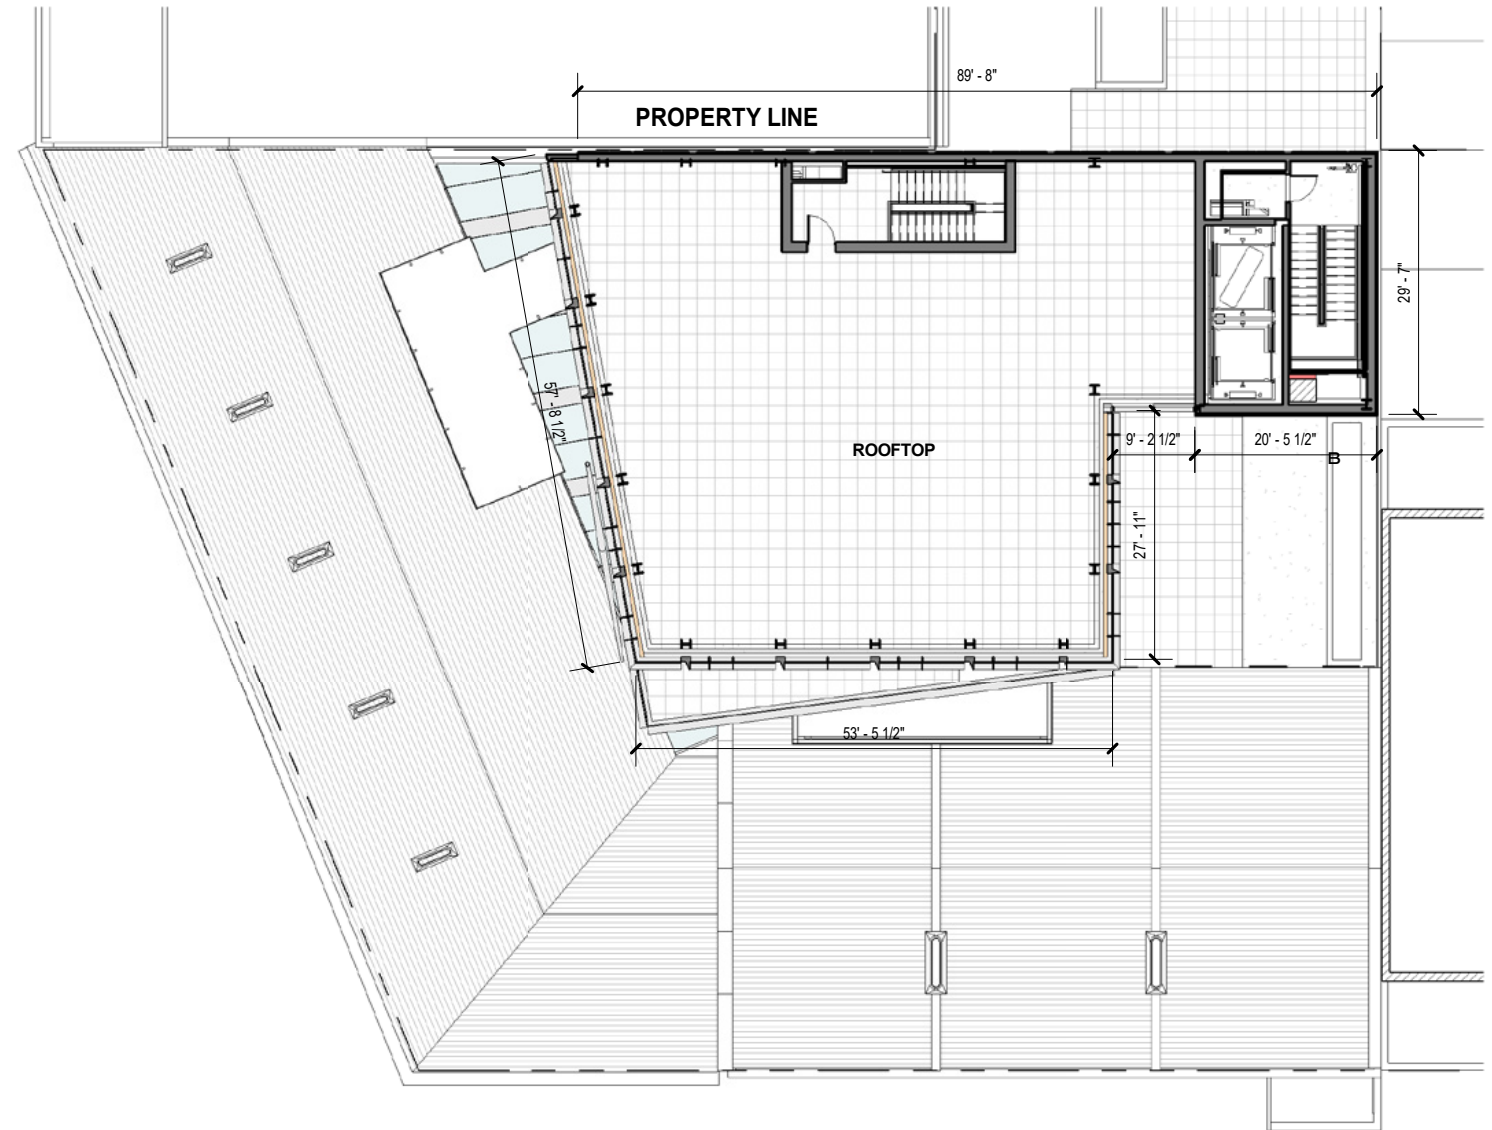 89' - 8"
PROPERTY LINE
29' - 7"
57' - 8 1/2"
ROOFTOP
9' - 2 1/2"
20' - 5 1/2"
B
27' - 11"
53' - 5 1/2"